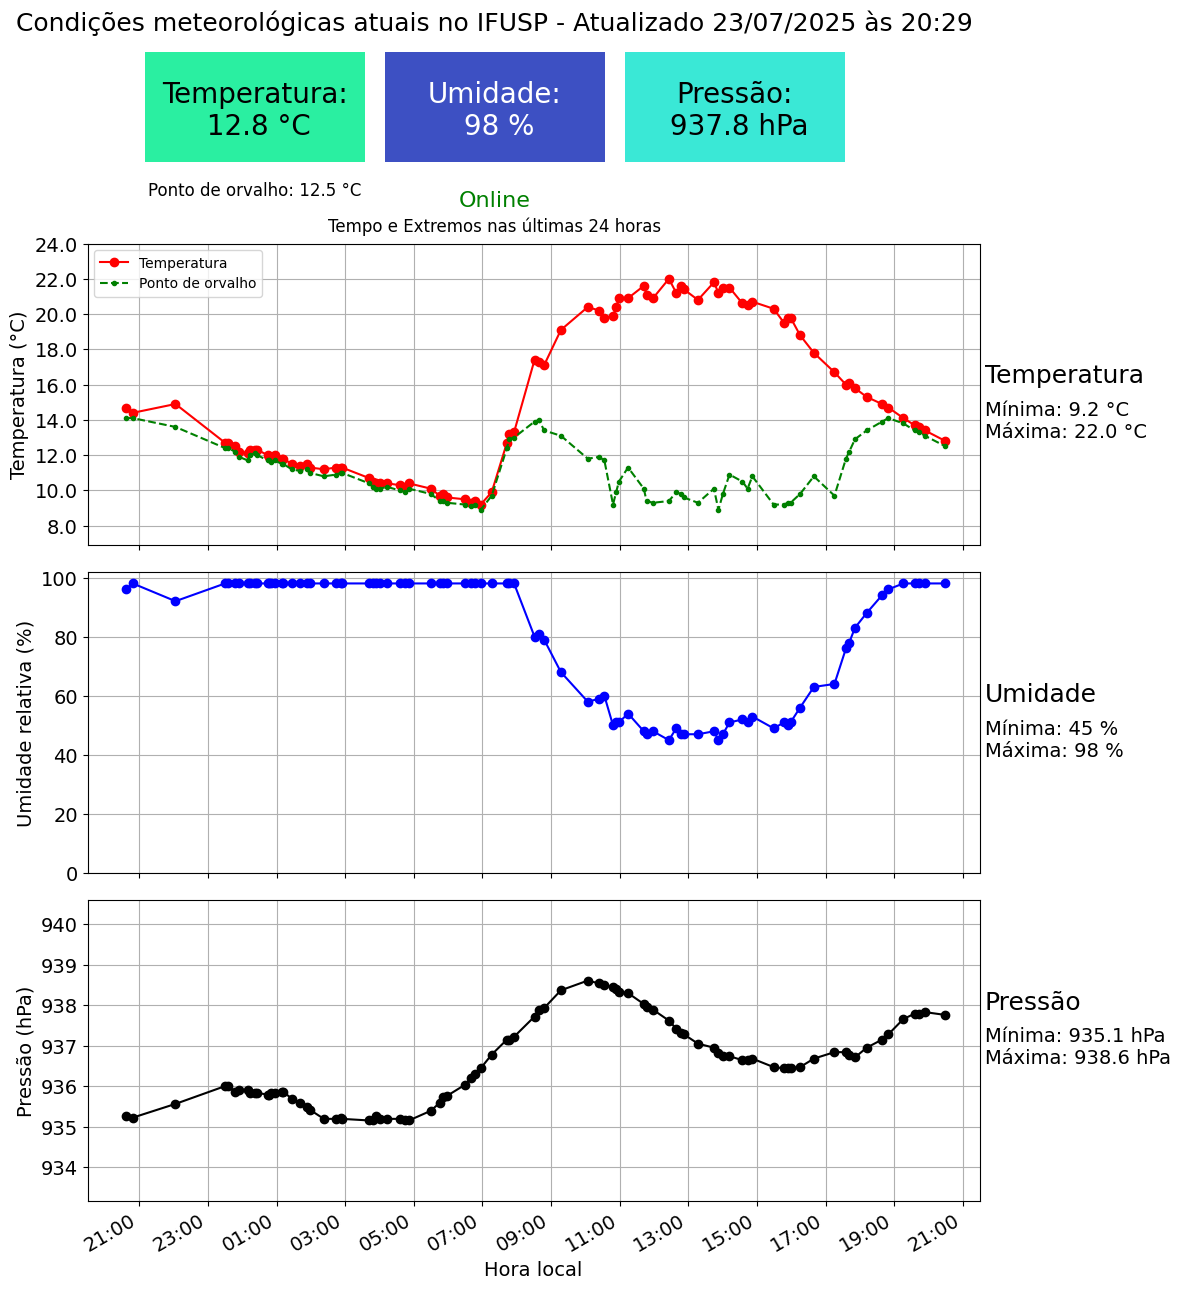 Condições meteorológicas atuais no IFUSP - Atualizado 23/07/2025 às 20:29
Temperatura:
12.8 °C
Umidade:
98 %
Pressão:
937.8 hPa
Ponto de orvalho: 12.5 °C
Online
Tempo e Extremos nas últimas 24 horas
Temperatura (°C)
24.0
22.0
20.0
18.0
16.0
14.0
12.0
10.0
8.0
Temperatura
Ponto de orvalho
Temperatura
Mínima: 9.2 °C
Máxima: 22.0 °C
Umidade relativa (%)
100
80
60
40
20
0
Umidade
Mínima: 45 %
Máxima: 98 %
Pressão (hPa)
940
939
938
937
936
935
934
Pressão
Mínima: 935.1 hPa
Máxima: 938.6 hPa
21:00 23:00 01:00 03:00 05:00 07:00 09:00 11:00 13:00 15:00 17:00 19:00 21:00
Hora local